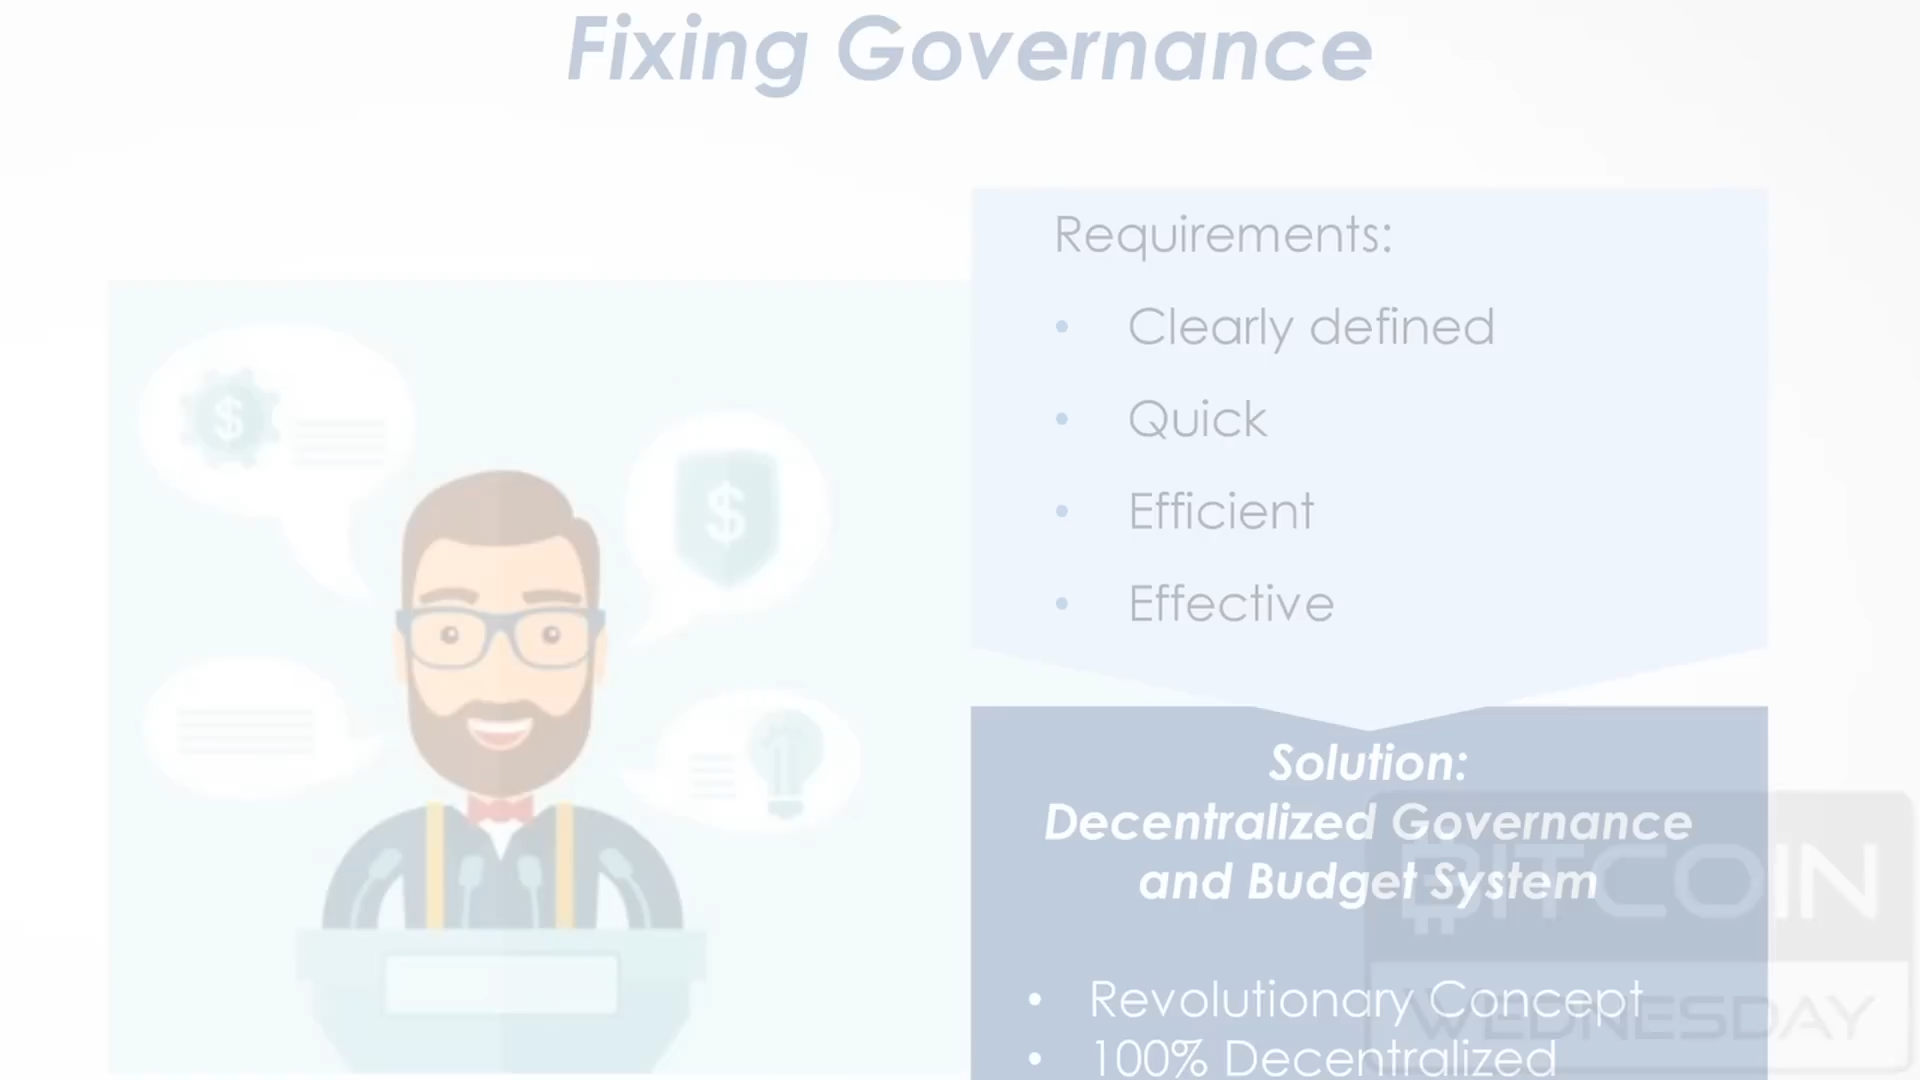 Fixing Governance
Requirements:
• Clearly defined
• Quick
• Efficient
• Effective
$
$
Solution:
Decentralized Governance
and Budget System
• Revolutionary Concept
• 100% Decentralized
BITCOIN
WEDNESDAY